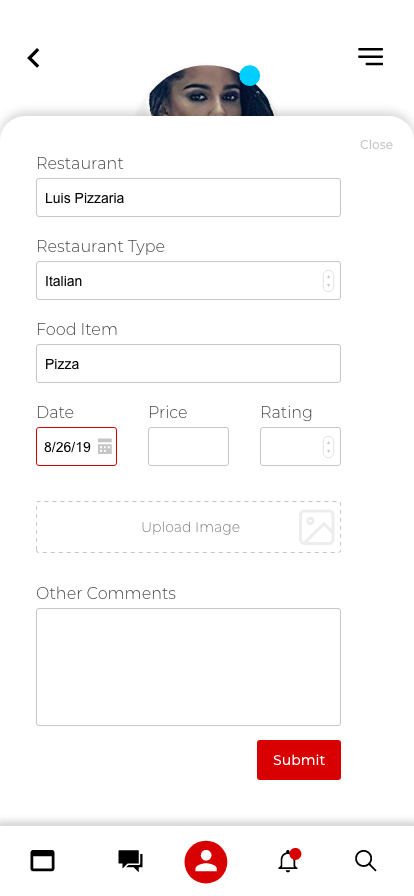 Close
Restaurant
Luis Pizzaria
Restaurant Type
Italian
Food Item
Pizza
Date Price Rating
8/26/19
Upload Image
Other Comments
Submit